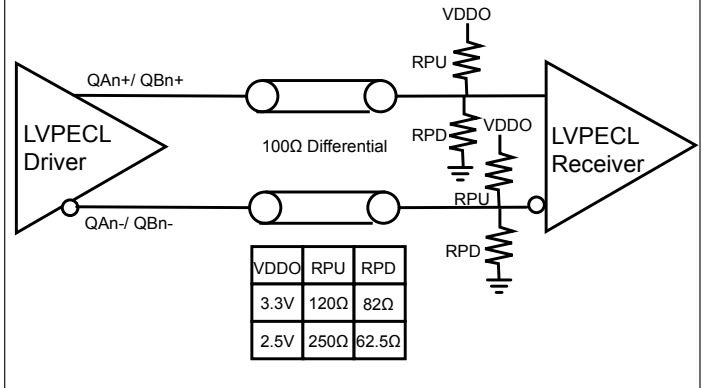 VDDO
RPU
QAn+/ QBn+
LVPECL
Driver
100Ω Differential
RPD
VDDO
LVPECL
Receiver
RPU
QAn-/ QBn-
RPD
VDDO RPU RPD
3.3V 120Ω 82Ω
2.5V 250Ω 62.5Ω